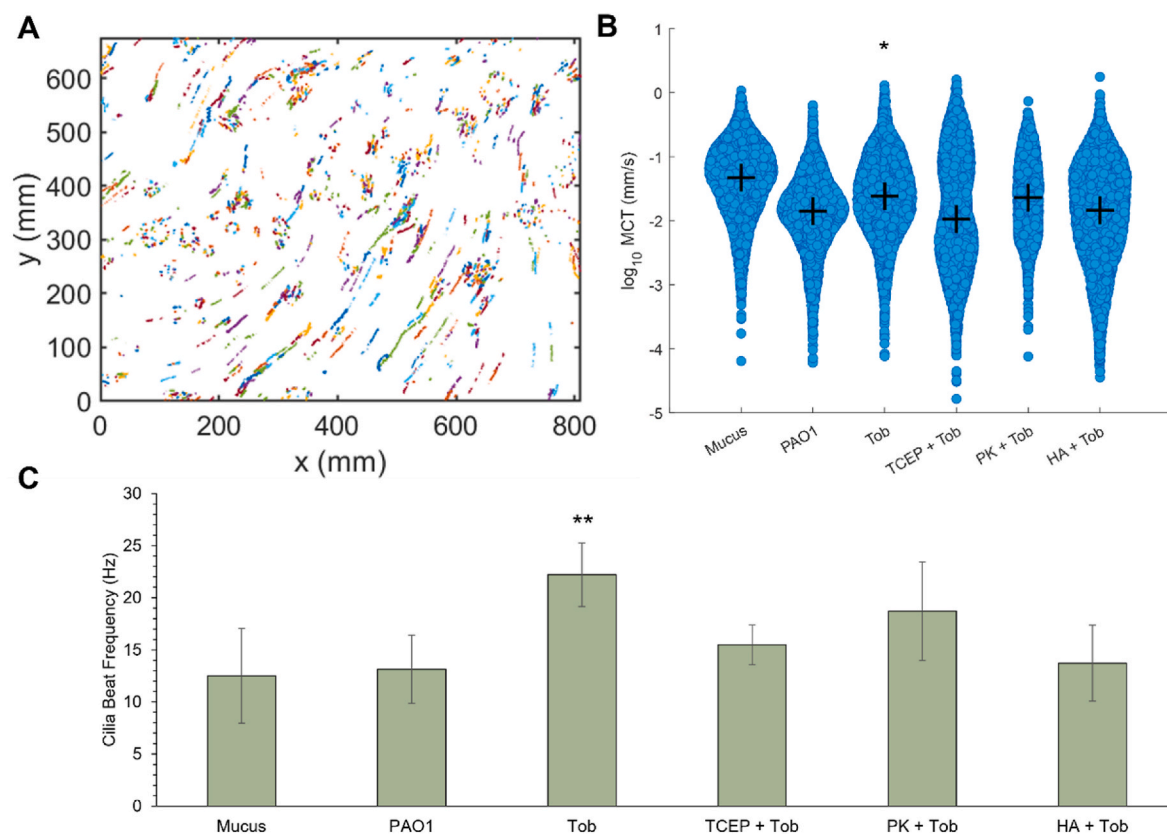 A
600
500
400
300
200
100
0
y (mm)
0 200 400 600 800
x (mm)
B
1
0
-1
-2
-3
-4
-5
log10 MCT (mm/s)
*
Mucus PAO1 Tob TCEP + Tob PK + Tob HA + Tob
C
30
25
20
15
10
5
0
Cilia Beat Frequency (Hz)
**
Mucus PAO1 Tob TCEP + Tob PK + Tob HA + Tob